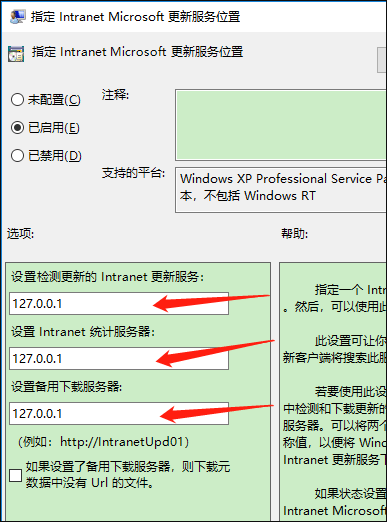 指定 Intranet Microsoft 更新服务位置
指定 Intranet Microsoft 更新服务位置
未配置(C)
注释:
已启用(E)
已禁用(D)
支持的平台:
Windows XP Professional Service Pa
本，不包括 Windows RT
选项:
帮助:
设置检测更新的 Intranet 更新服务:
127.0.0.1
设置 Intranet 统计服务器:
127.0.0.1
设置备用下载服务器:
127.0.0.1
(例如: http://IntranetUpd01)
如果设置了备用下载服务器，则下载元
数据中没有 Url 的文件。
指定一个 Intr
。然后，可以使用此
此设置可让你
新客户端将搜索此服
若要使用此设
中检测和下载更新的
服务器。可以将两个
称值，以便将 Wind
Intranet 更新服务下
如果状态设置
Intranet Microsof